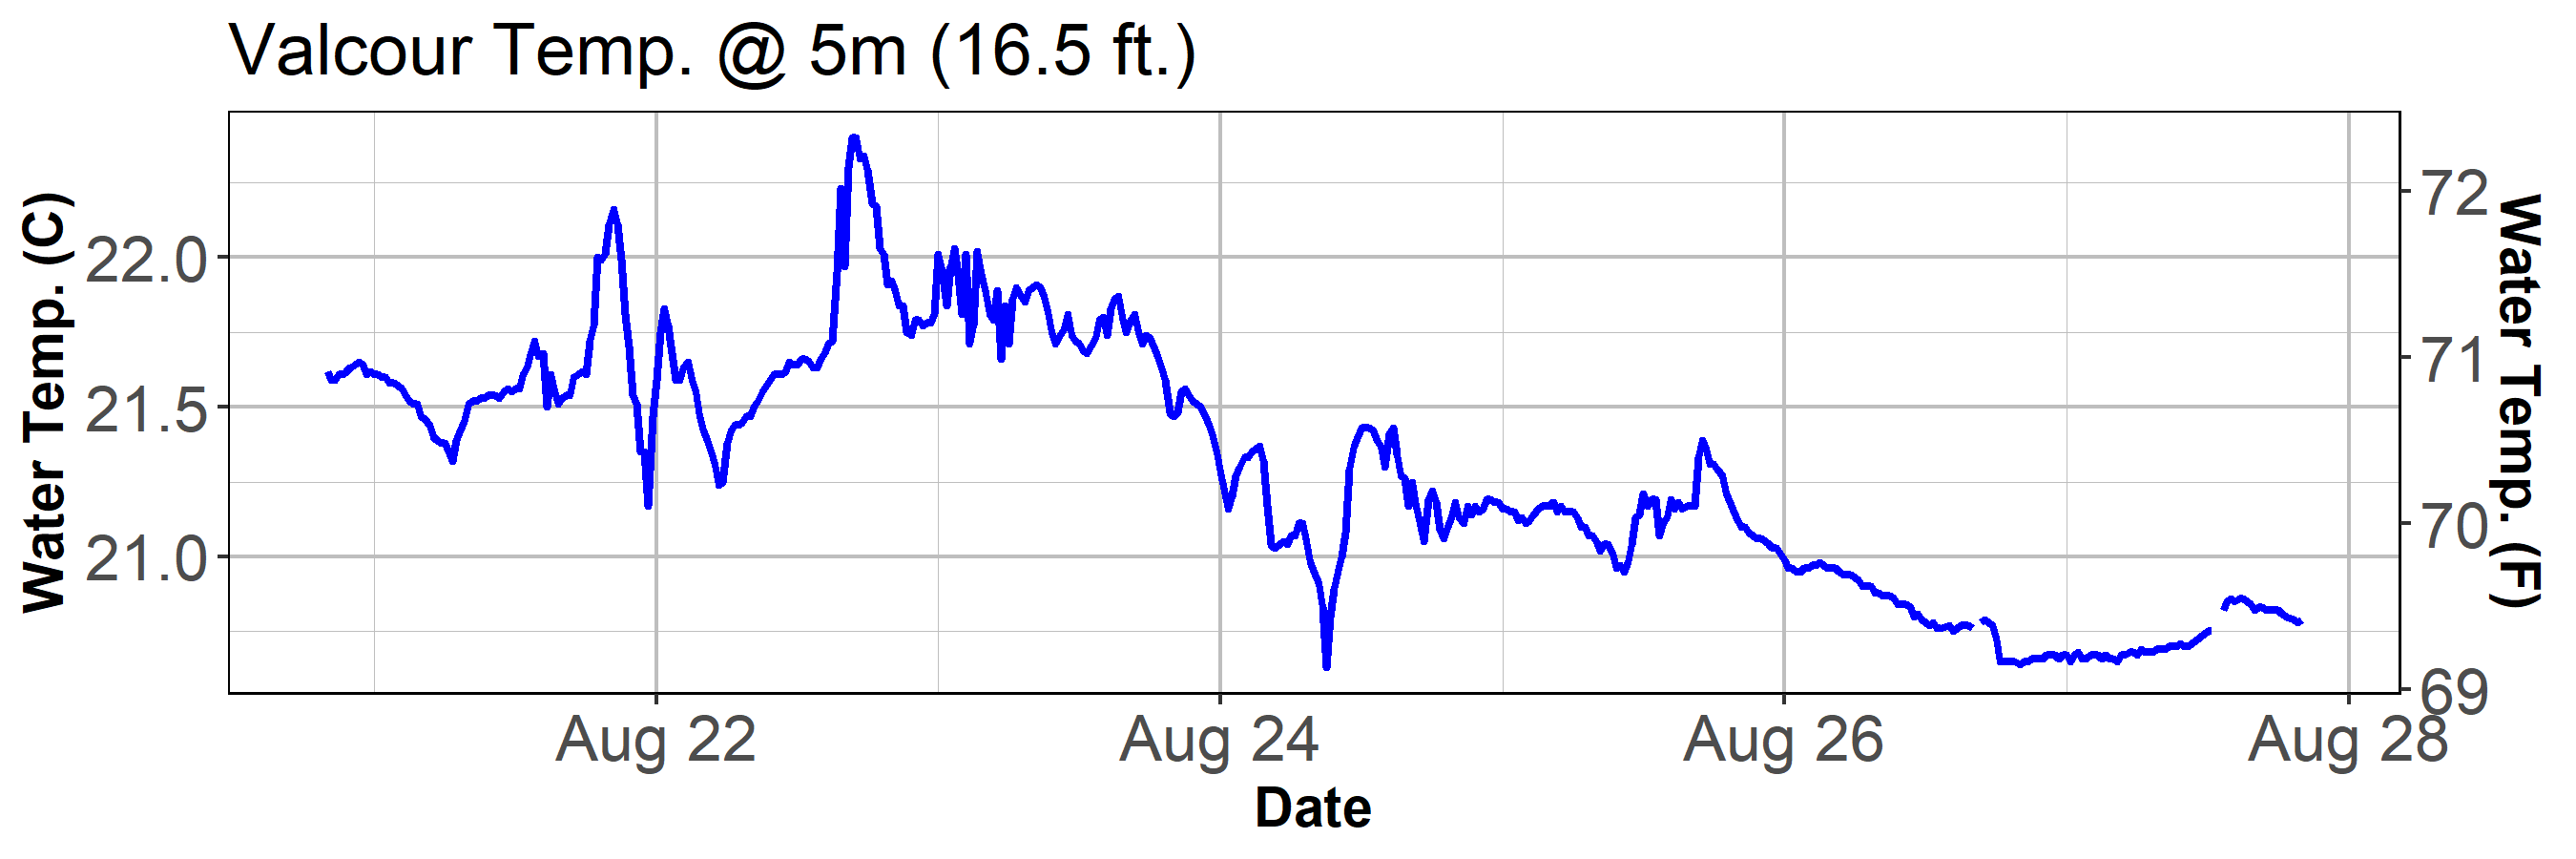 Valcour Temp. @ 5m (16.5 ft.)
Water Temp. (C)
22.0
21.5
21.0
72
71
70
69
Water Temp. (F)
Aug 22
Aug 24
Aug 26
Aug 28
Date